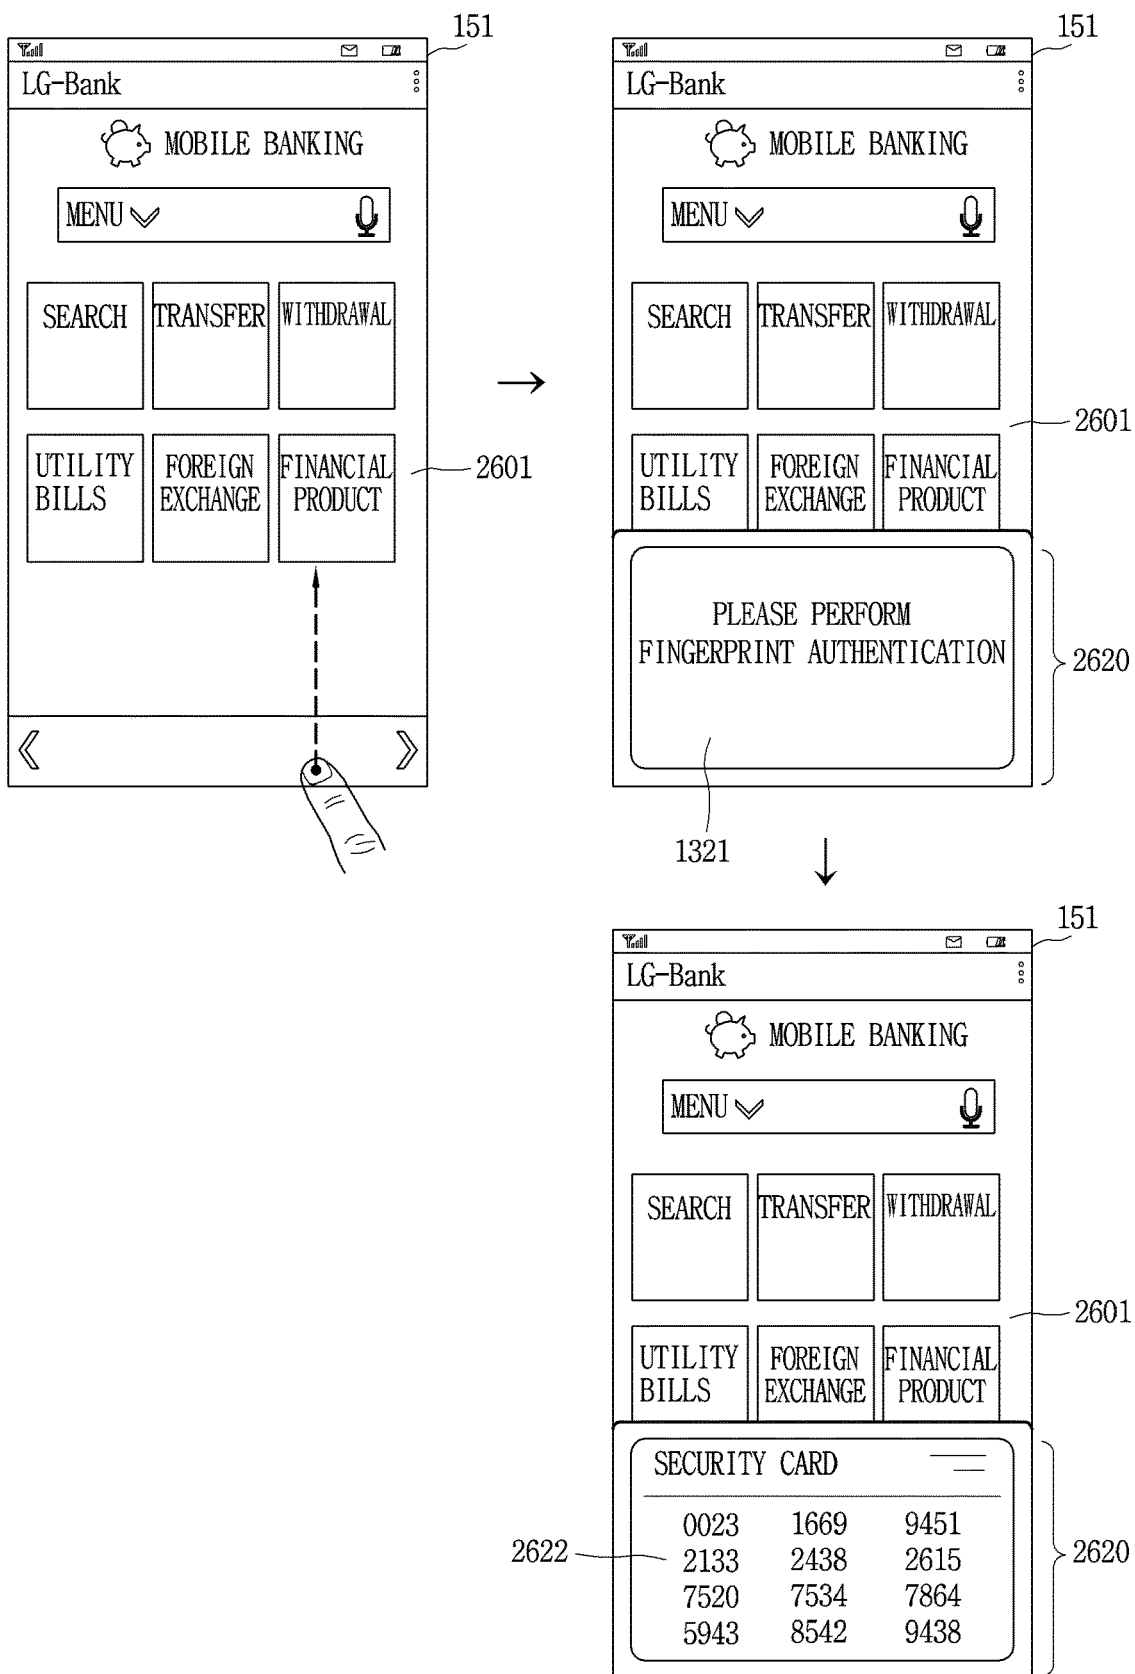 151
LG-Bank
MOBILE BANKING
MENU
SEARCH TRANSFER WITHDRAWAL
UTILITY BILLS
FOREIGN EXCHANGE
FINANCIAL PRODUCT
2601
151
LG-Bank
MOBILE BANKING
MENU
SEARCH TRANSFER WITHDRAWAL
2601
UTILITY BILLS
FOREIGN EXCHANGE
FINANCIAL PRODUCT
PLEASE PERFORM
FINGERPRINT AUTHENTICATION
2620
1321
151
LG-Bank
MOBILE BANKING
MENU
SEARCH TRANSFER WITHDRAWAL
2601
UTILITY BILLS
FOREIGN EXCHANGE
FINANCIAL PRODUCT
SECURITY CARD
0023 1669 9451
2133 2438 2615
7520 7534 7864
5943 8542 9438
2622
2620